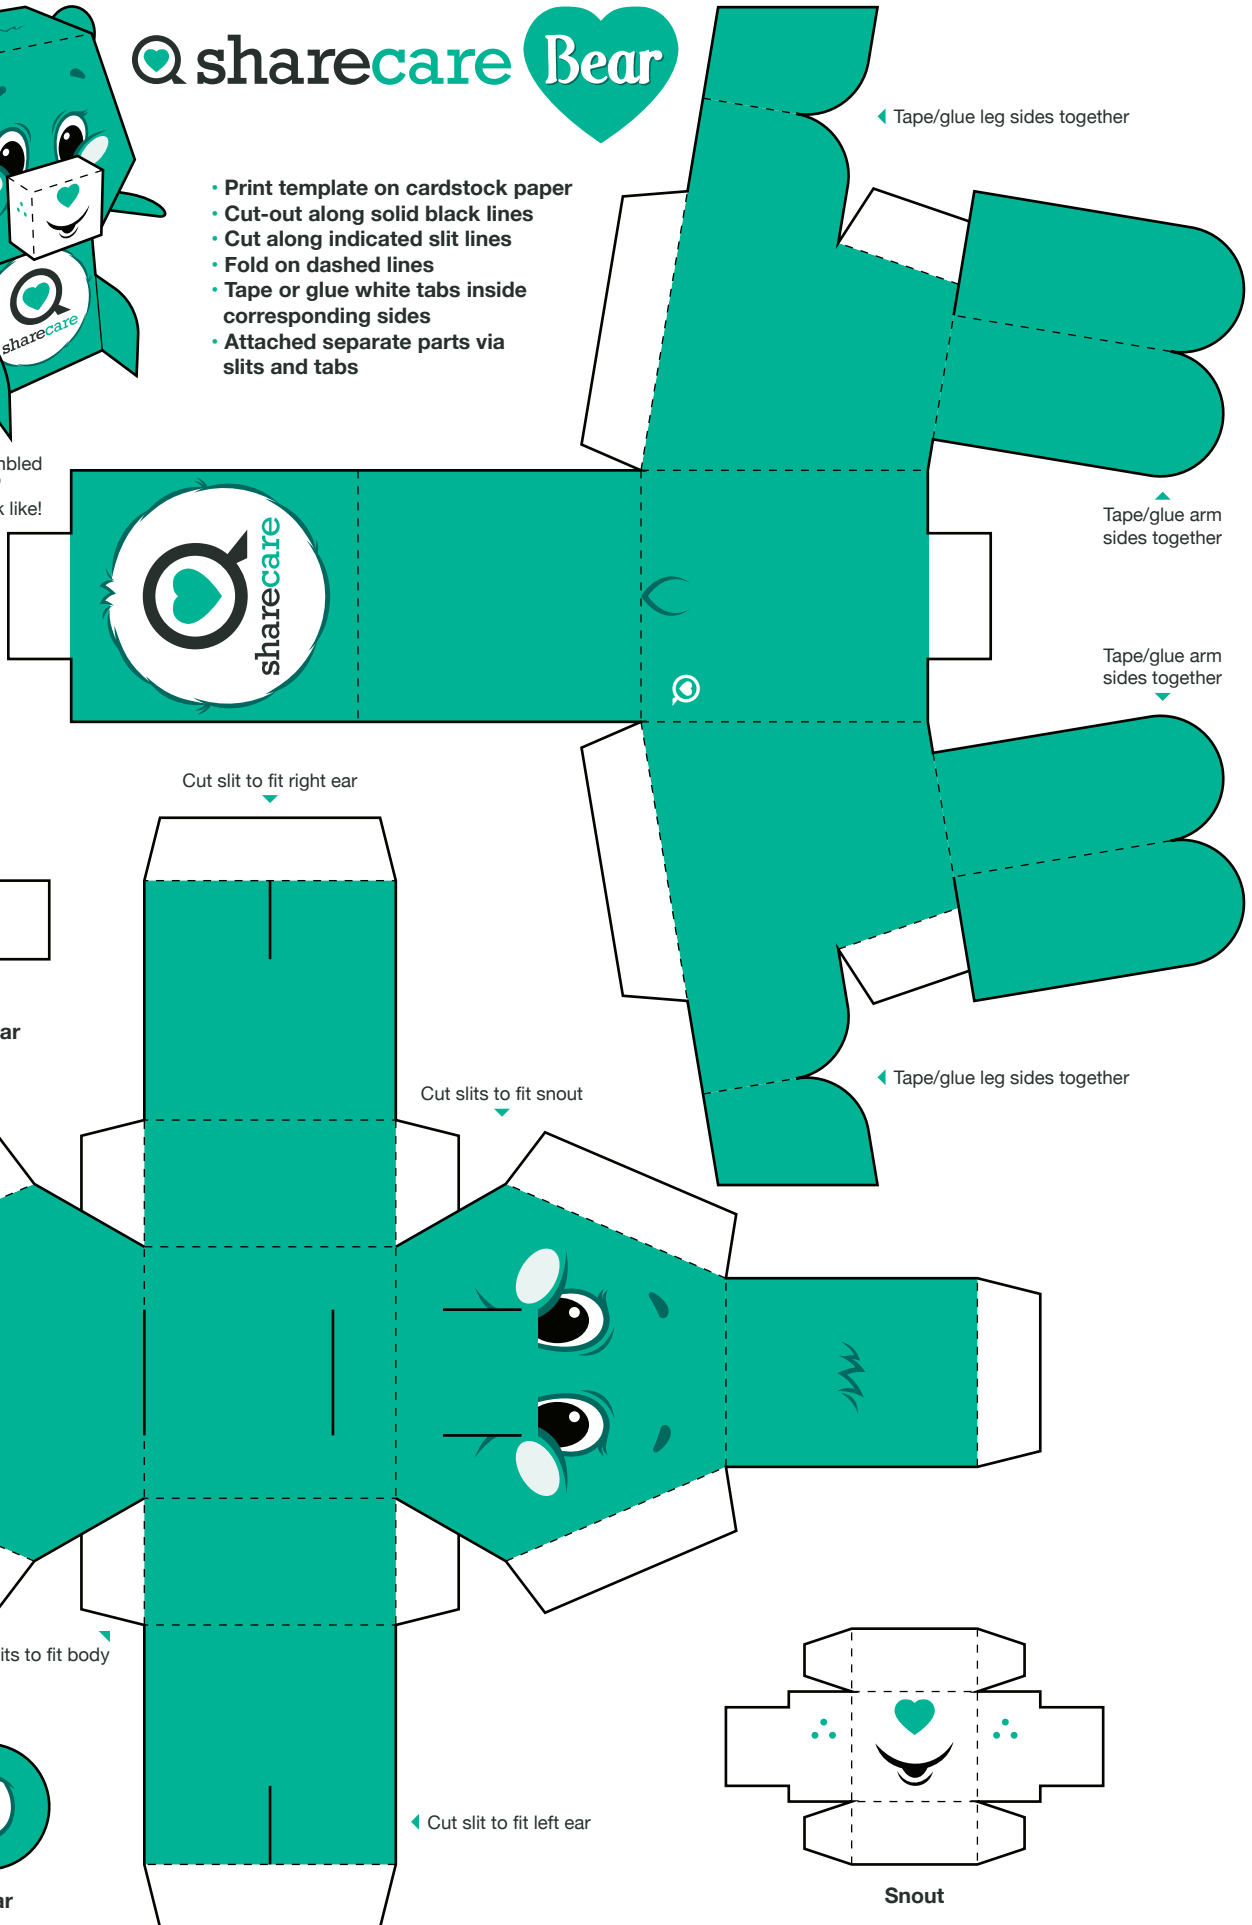 sharecare Bear
Tape/glue leg sides together
• Print template on cardstock paper
• Cut-out along solid black lines
• Cut along indicated slit lines
• Fold on dashed lines
• Tape or glue white tabs inside
corresponding sides
• Attached separate parts via
slits and tabs
sharecare
mbled
k like!
Tape/glue arm
sides together
sharecare
Tape/glue arm
sides together
Cut slit to fit right ear
ar
Tape/glue leg sides together
Cut slits to fit snout
its to fit body
Cut slit to fit left ear
Snout
ar